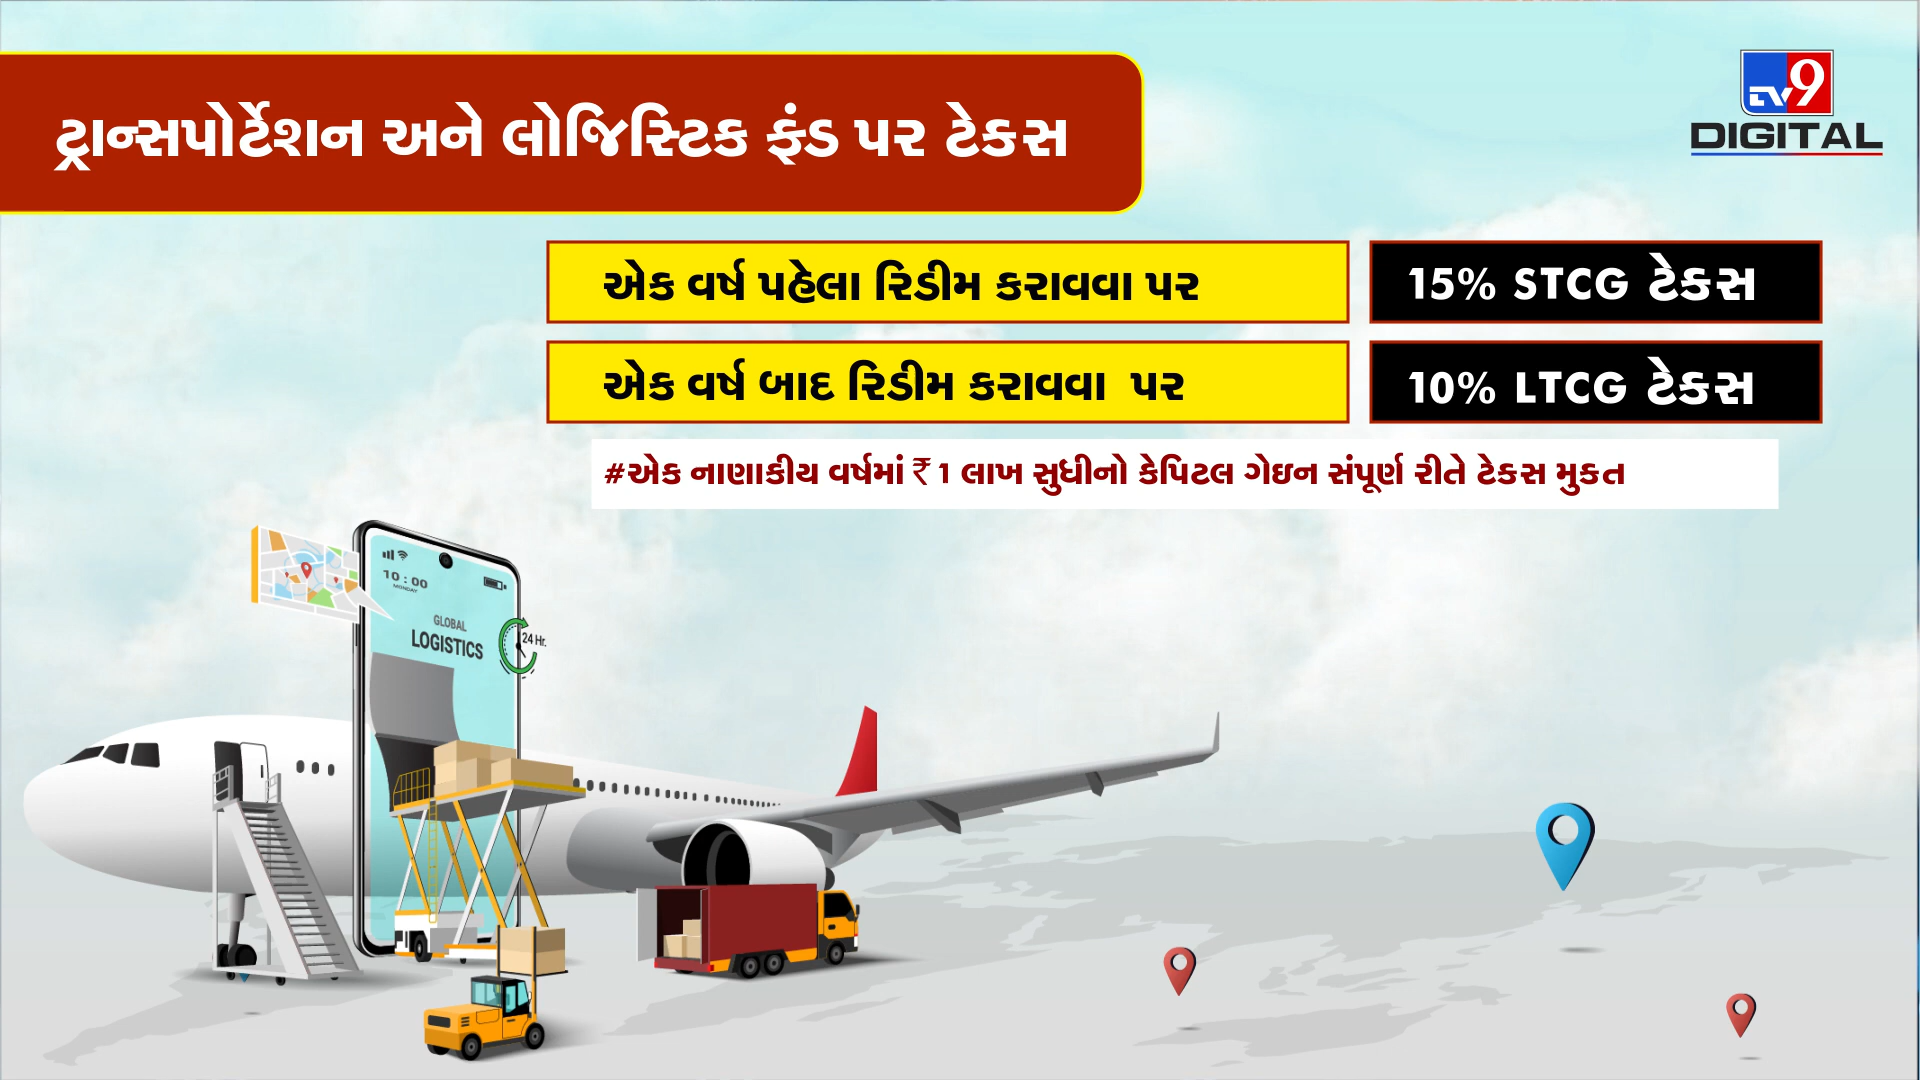 ટ્રાન્સપોર્ટેશન અને લોજિસ્ટિક ફંડ પર ટેકસ
TV9
DIGITAL
એક વર્ષ પહેલા રિડીમ કરાવવા પર
15% STCG ટેકસ
એક વર્ષ બાદ રિડીમ કરાવવા પર
10% LTCG ટેકસ
#એક નાણાકીય વર્ષમાં ₹ 1 લાખ સુધીનો કેપિટલ ગેઇન સંપૂર્ણ રીતે ટેકસ મુકત
10 : 00
MONDAY
GLOBAL
LOGISTICS
24 Hr.